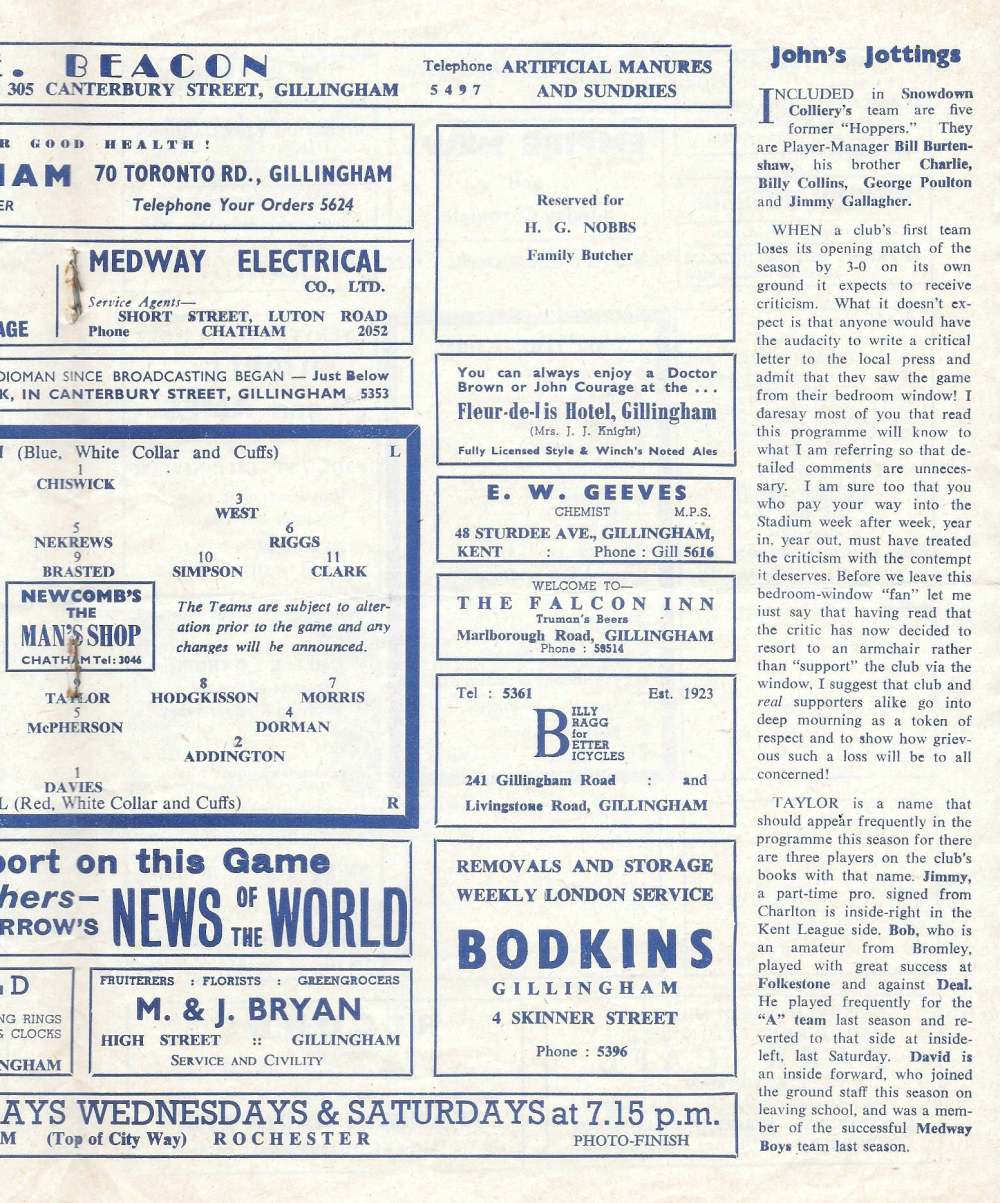 E. BEACON
305 CANTERBURY STREET, GILLINGHAM
Telephone
5 4 9 7
ARTIFICIAL MANURES
AND SUNDRIES
R GOOD HEALTH !
AM 70 TORONTO RD., GILLINGHAM
ER Telephone Your Orders 5624
MEDWAY ELECTRICAL
CO., LTD.
Service Agents—
SHORT STREET, LUTON ROAD
Phone CHATHAM 2052
AGE
DIOMAN SINCE BROADCASTING BEGAN — Just Below
K, IN CANTERBURY STREET, GILLINGHAM 5353
(Blue, White Collar and Cuffs) L
1
CHISWICK
3
WEST
5 6
NEKREWS RIGGS
9 10 11
BRASTED SIMPSON CLARK
NEWCOMB'S
THE
MAN'S SHOP
CHATHAM Tel: 3046
The Teams are subject to alter-
ation prior to the game and any
changes will be announced.
9 8 7
TAYLOR HODGKISSON MORRIS
5 4
McPHERSON DORMAN
2
ADDINGTON
1
DAVIES
L (Red, White Collar and Cuffs) R
port on this Game
hers—
RROW'S NEWS OF THE WORLD
LD
NG RINGS
& CLOCKS
NGHAM
FRUITERERS : FLORISTS : GREENGROCERS
M. & J. BRYAN
HIGH STREET :: GILLINGHAM
SERVICE AND CIVILITY
AYS WEDNESDAYS & SATURDAYS at 7.15 p.m.
M (Top of City Way) ROCHESTER PHOTO-FINISH
Reserved for
H. G. NOBBS
Family Butcher
You can always enjoy a Doctor
Brown or John Courage at the ...
Fleur-de-lis Hotel, Gillingham
(Mrs. J. J. Knight)
Fully Licensed Style & Winch's Noted Ales
E. W. GEEVES
CHEMIST M.P.S.
48 STURDEE AVE., GILLINGHAM,
KENT : Phone : Gill 5616
WELCOME TO—
THE FALCON INN
Truman's Beers
Marlborough Road, GILLINGHAM
Phone : 58514
Tel : 5361 Est. 1923
BILLY
RAGG
for
BETTER
BICYCLES
241 Gillingham Road : and
Livingstone Road, GILLINGHAM
REMOVALS AND STORAGE
WEEKLY LONDON SERVICE
BODKINS
GILLINGHAM
4 SKINNER STREET
Phone : 5396
John's Jottings
INCLUDED in Snowdown
Colliery's team are five
former "Hoppers." They
are Player-Manager Bill Burten-
shaw, his brother Charlie,
Billy Collins, George Poulton
and Jimmy Gallagher.
WHEN a club's first team
loses its opening match of the
season by 3-0 on its own
ground it expects to receive
criticism. What it doesn't ex-
pect is that anyone would have
the audacity to write a critical
letter to the local press and
admit that thev saw the game
from their bedroom window! I
daresay most of you that read
this programme will know to
what I am referring so that de-
tailed comments are unneces-
sary. I am sure too that you
who pay your way into the
Stadium week after week, year
in, year out, must have treated
the criticism with the contempt
it deserves. Before we leave this
bedroom-window "fan" let me
just say that having read that
the critic has now decided to
resort to an armchair rather
than "support" the club via the
window, I suggest that club and
real supporters alike go into
deep mourning as a token of
respect and to show how griev-
ous such a loss will be to all
concerned!
TAYLOR is a name that
should appear frequently in the
programme this season for there
are three players on the club's
books with that name. Jimmy,
a part-time pro. signed from
Charlton is inside-right in the
Kent League side. Bob, who is
an amateur from Bromley,
played with great success at
Folkestone and against Deal.
He played frequently for the
"A" team last season and re-
verted to that side at inside-
left, last Saturday. David is
an inside forward, who joined
the ground staff this season on
leaving school, and was a mem-
ber of the successful Medway
Boys team last season.